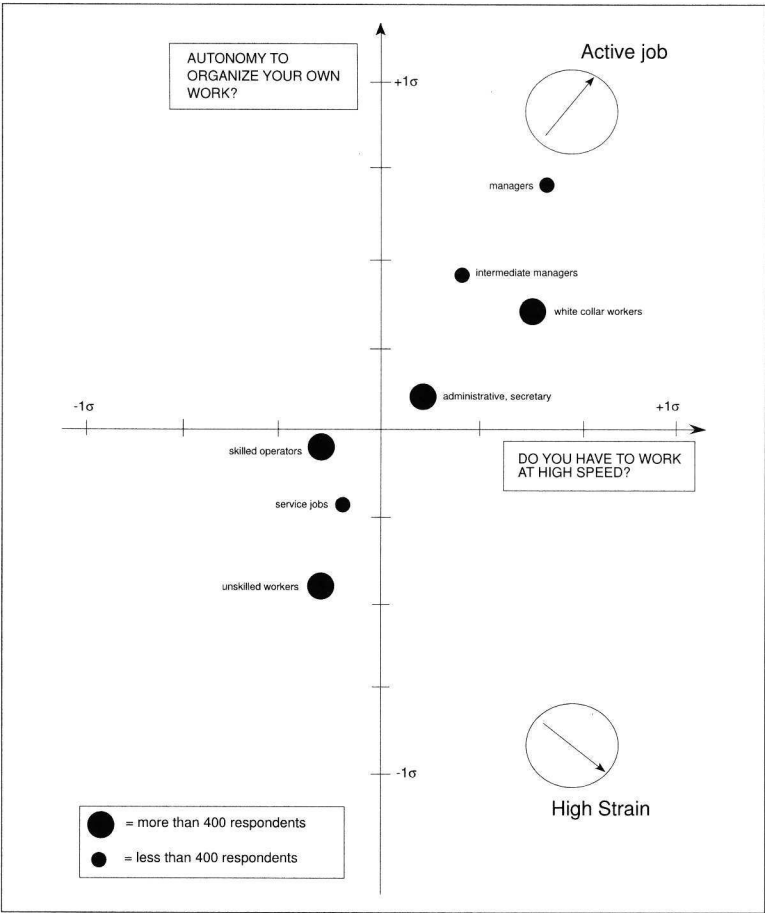 AUTONOMY TO
ORGANIZE YOUR OWN
WORK?
Active job
+1σ
managers
intermediate managers
white collar workers
administrative, secretary
-1σ
+1σ
skilled operators
DO YOU HAVE TO WORK
AT HIGH SPEED?
service jobs
unskilled workers
-1σ
High Strain
= more than 400 respondents
= less than 400 respondents